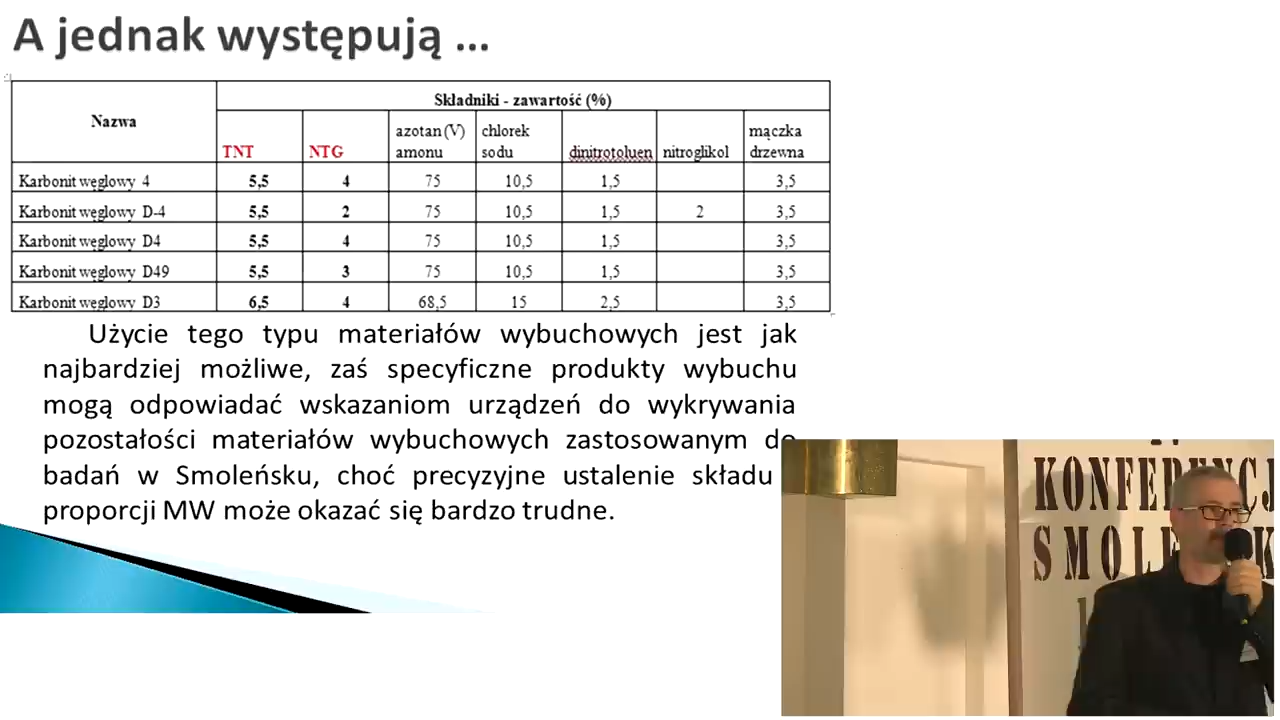 A jednak występują ...
Nazwa
Składniki - zawartość (%)
TNT
NTG
azotan (V) amonu
chlorek sodu
dinitrotoluen
nitroglikol
mączka drzewna
Karbonit węglowy 4 5,5 4 75 10,5 1,5 3,5
Karbonit węglowy D-4 5,5 2 75 10,5 1,5 2 3,5
Karbonit węglowy D4 5,5 4 75 10,5 1,5 3,5
Karbonit węglowy D49 5,5 3 75 10,5 1,5 3,5
Karbonit węglowy D3 6,5 4 68,5 15 2,5 3,5
Użycie tego typu materiałów wybuchowych jest jak
najbardziej możliwe, zaś specyficzne produkty wybuchu
mogą odpowiadać wskazaniom urządzeń do wykrywania
pozostałości materiałów wybuchowych zastosowanym do
badań w Smoleńsku, choć precyzyjne ustalenie składu
proporcji MW może okazać się bardzo trudne.